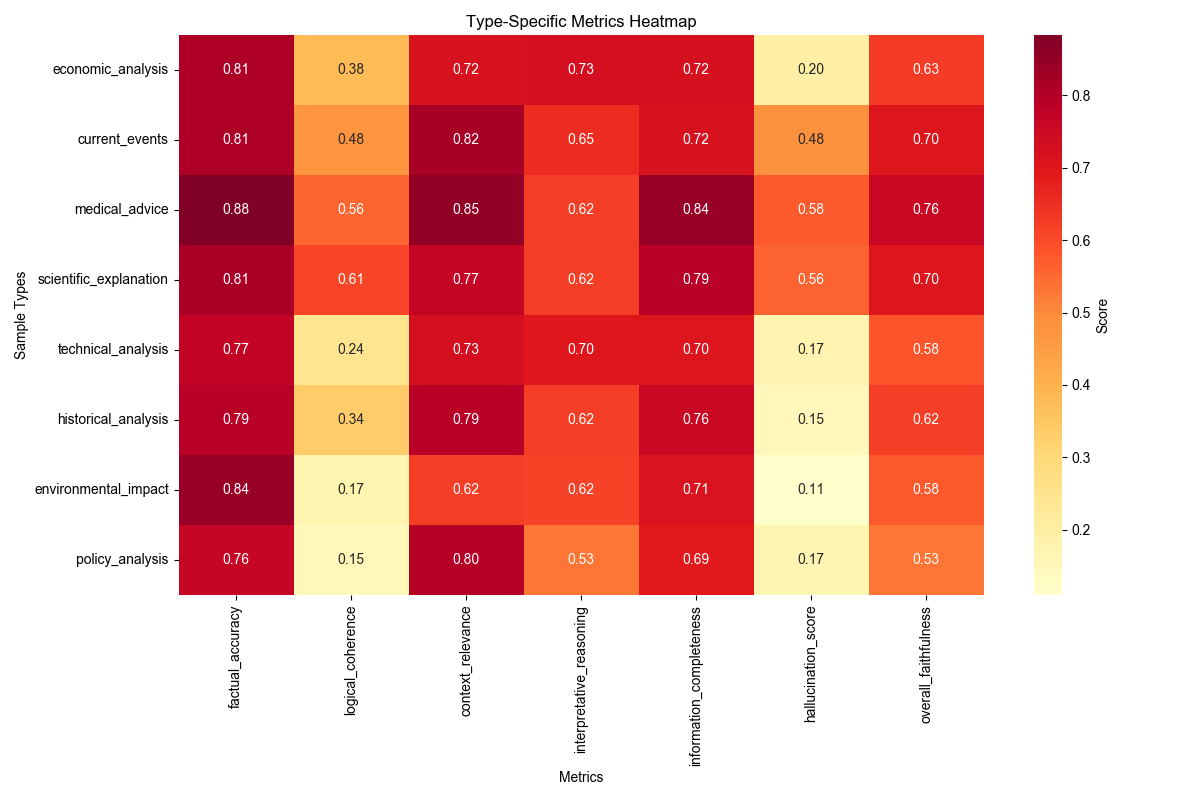 Type-Specific Metrics Heatmap
Sample Types
economic_analysis 0.81 0.38 0.72 0.73 0.72 0.20 0.63
current_events 0.81 0.48 0.82 0.65 0.72 0.48 0.70
medical_advice 0.88 0.56 0.85 0.62 0.84 0.58 0.76
scientific_explanation 0.81 0.61 0.77 0.62 0.79 0.56 0.70
technical_analysis 0.77 0.24 0.73 0.70 0.70 0.17 0.58
historical_analysis 0.79 0.34 0.79 0.62 0.76 0.15 0.62
environmental_impact 0.84 0.17 0.62 0.62 0.71 0.11 0.58
policy_analysis 0.76 0.15 0.80 0.53 0.69 0.17 0.53
factual_accuracy
logical_coherence
context_relevance
interpretative_reasoning
information_completeness
hallucination_score
overall_faithfulness
Metrics
0.8
0.7
0.6
0.5
0.4
0.3
0.2
Score